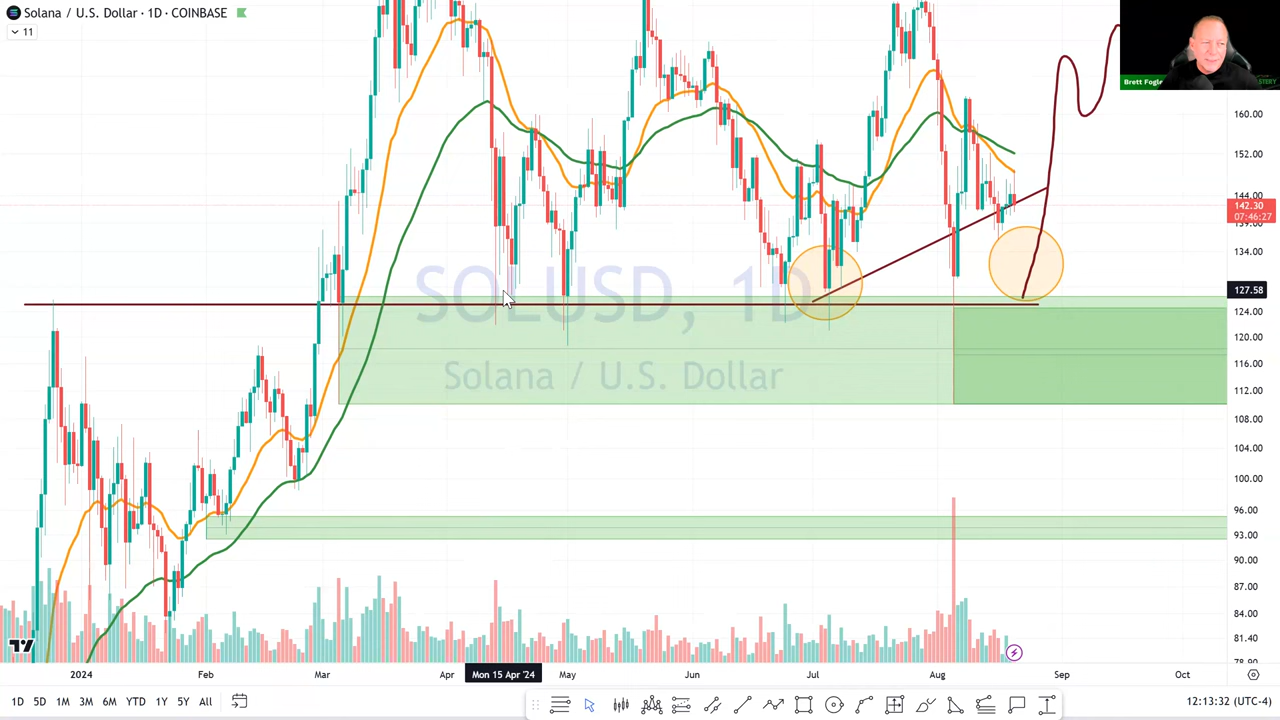 Solana / U.S. Dollar · 1D · COINBASE
11
Brett Fogle
160.00
152.00
144.00
142.30
07:46:27
134.00
127.58
124.00
120.00
116.00
112.00
108.00
104.00
100.00
96.00
93.00
90.00
87.00
84.00
81.40
78.90
SOLUSD, 1D
Solana / U.S. Dollar
2024
Feb
Mar
Apr
Mon 15 Apr '24
May
Jun
Jul
Aug
Sep
Oct
1D 5D 1M 3M 6M YTD 1Y 5Y All
12:13:32 (UTC-4)